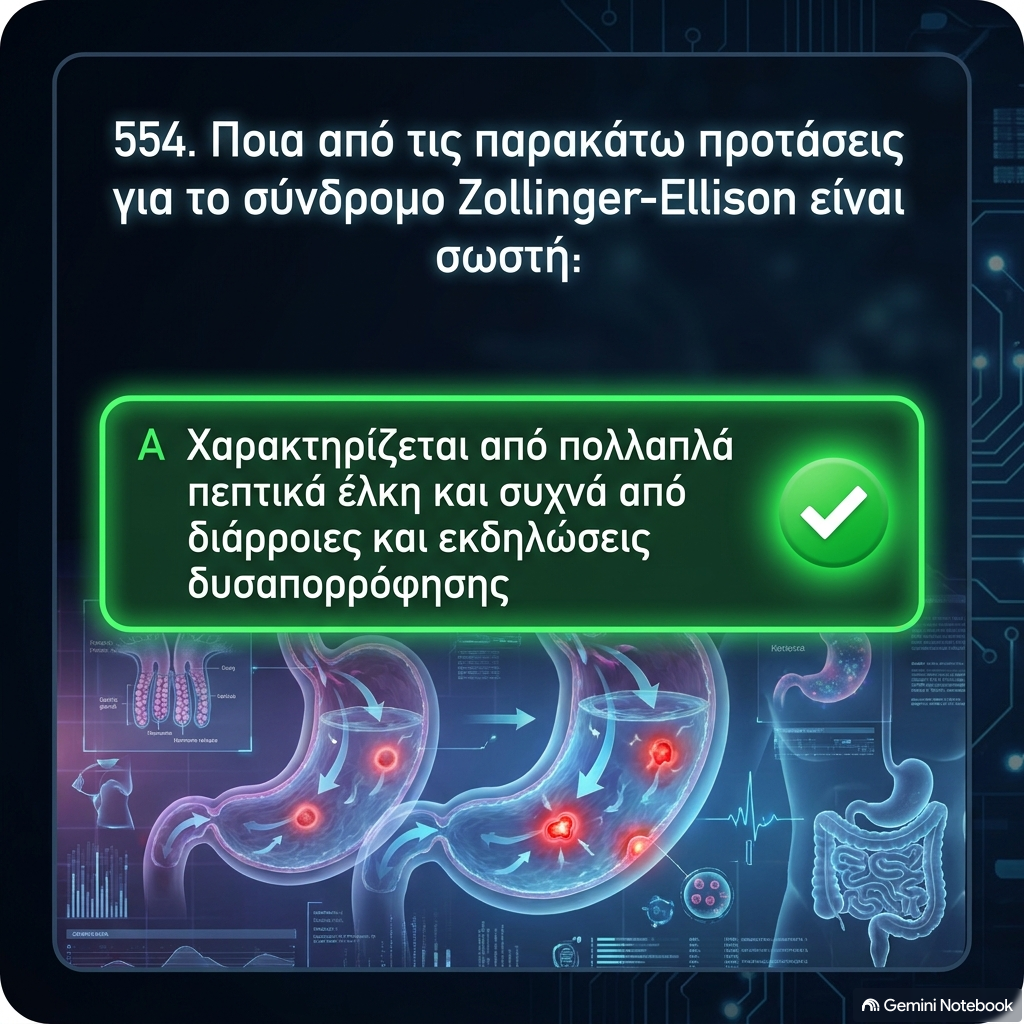 554. Ποια από τις παρακάτω προτάσεις
για το σύνδρομο Zollinger-Ellison είναι
σωστή:
A Χαρακτηρίζεται από πολλαπλά
πεπτικά έλκη και συχνά από
διάρροιες και εκδηλώσεις
δυσαπορρόφησης
Gemini Notebook